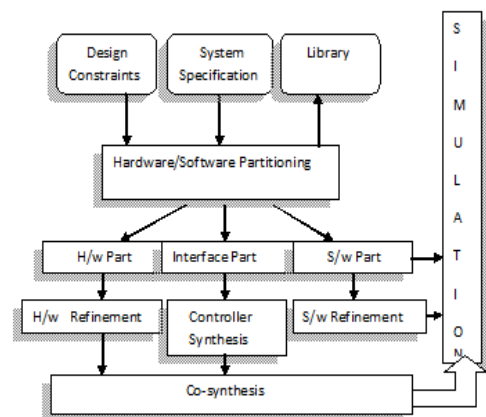 Design
Constraints
System
Specification
Library
Hardware/Software Partitioning
H/w Part
Interface Part
S/w Part
H/w Refinement
Controller
Synthesis
S/w Refinement
Co-synthesis
S
I
M
U
L
A
T
I
O
N